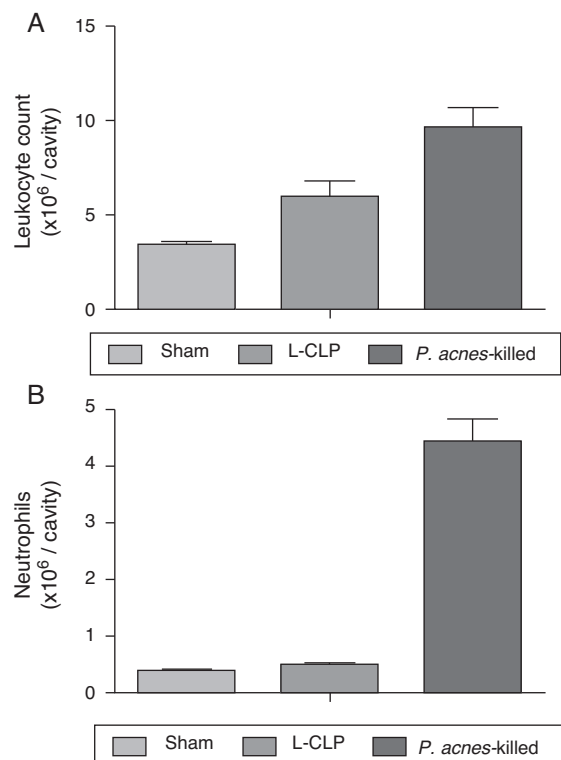 A
15
10
5
0
Leukocyte count
(x10⁶ / cavity)
Sham L-CLP P. acnes-killed
B
5
4
3
2
1
0
Neutrophils
(x10⁶ / cavity)
Sham L-CLP P. acnes-killed